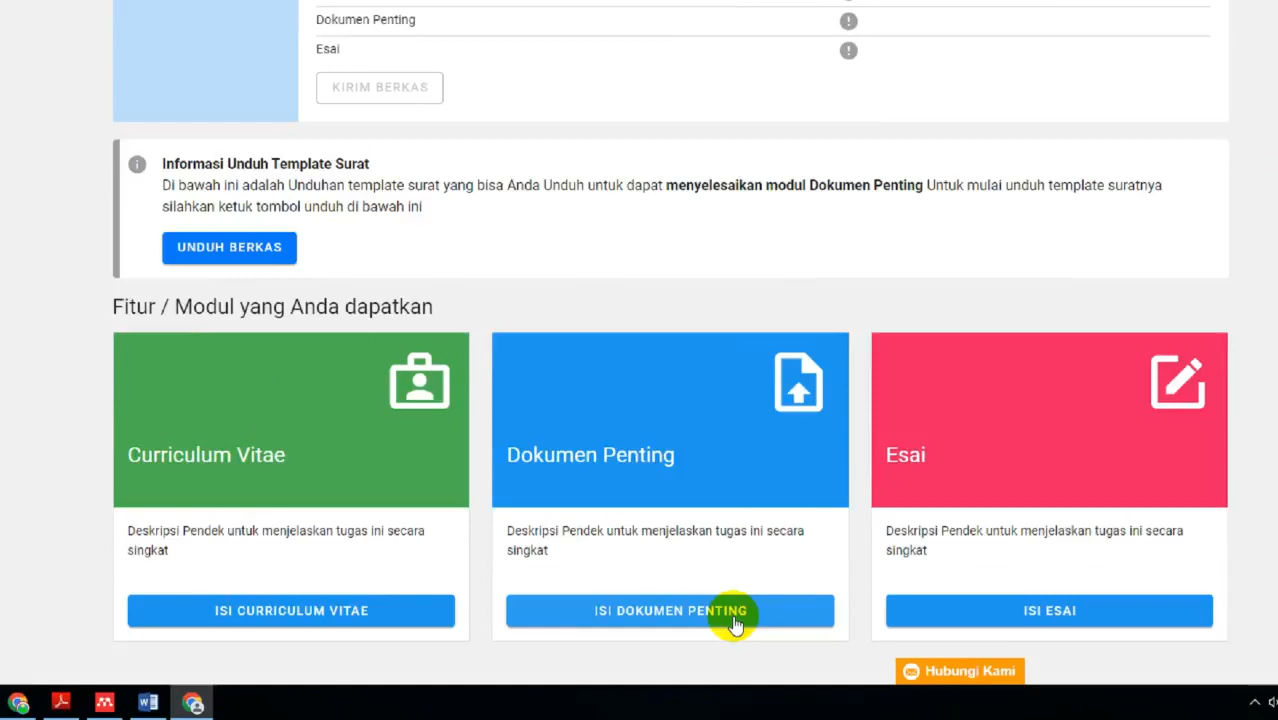 Dokumen Penting
Esai
KIRIM BERKAS
Informasi Unduh Template Surat
Di bawah ini adalah Unduhan template surat yang bisa Anda Unduh untuk dapat menyelesaikan modul Dokumen Penting Untuk mulai unduh template suratnya
silahkan ketuk tombol unduh di bawah ini
UNDUH BERKAS
Fitur / Modul yang Anda dapatkan
Curriculum Vitae
Deskripsi Pendek untuk menjelaskan tugas ini secara
singkat
ISI CURRICULUM VITAE
Dokumen Penting
Deskripsi Pendek untuk menjelaskan tugas ini secara
singkat
ISI DOKUMEN PENTING
Esai
Deskripsi Pendek untuk menjelaskan tugas ini secara
singkat
ISI ESAI
Hubungi Kami